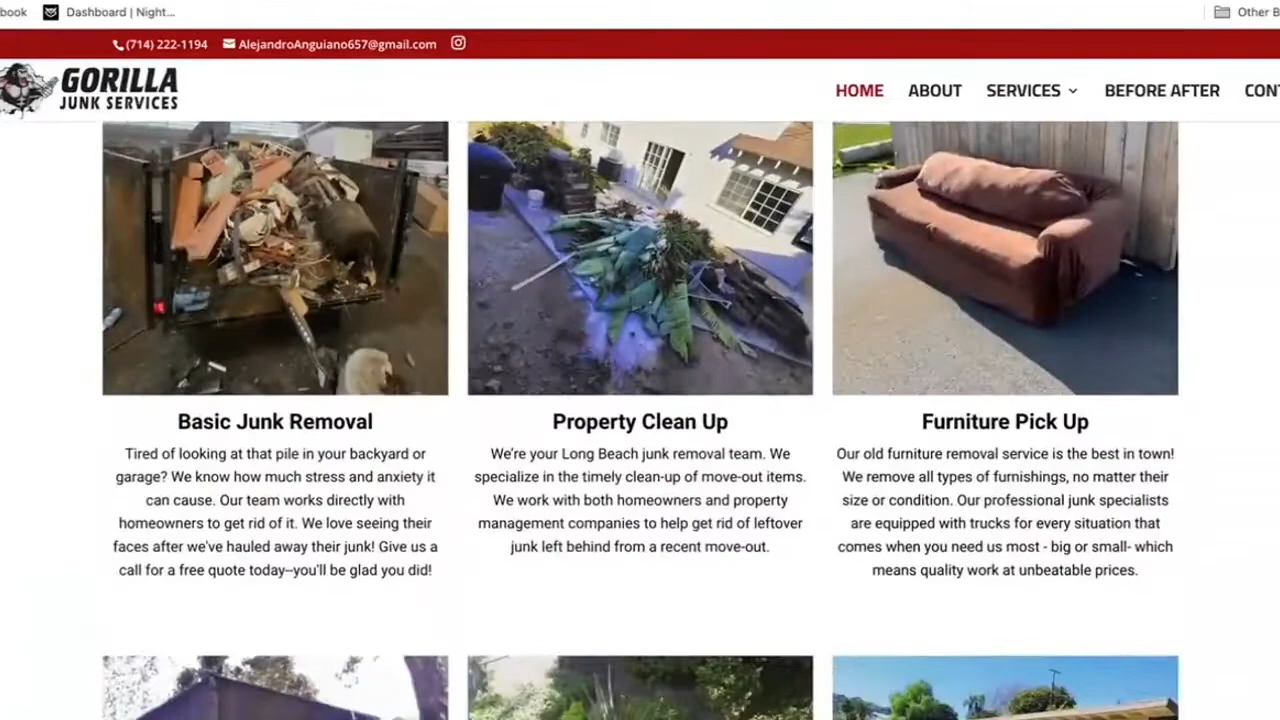 book
Dashboard | Night...
Other B
(714) 222-1194
AlejandroAnguiano657@gmail.com
GORILLA
JUNK SERVICES
HOME
ABOUT
SERVICES
BEFORE AFTER
CONT
Basic Junk Removal
Tired of looking at that pile in your backyard or
garage? We know how much stress and anxiety it
can cause. Our team works directly with
homeowners to get rid of it. We love seeing their
faces after we've hauled away their junk! Give us a
call for a free quote today–you'll be glad you did!
Property Clean Up
We're your Long Beach junk removal team. We
specialize in the timely clean-up of move-out items.
We work with both homeowners and property
management companies to help get rid of leftover
junk left behind from a recent move-out.
Furniture Pick Up
Our old furniture removal service is the best in town!
We remove all types of furnishings, no matter their
size or condition. Our professional junk specialists
are equipped with trucks for every situation that
comes when you need us most - big or small- which
means quality work at unbeatable prices.